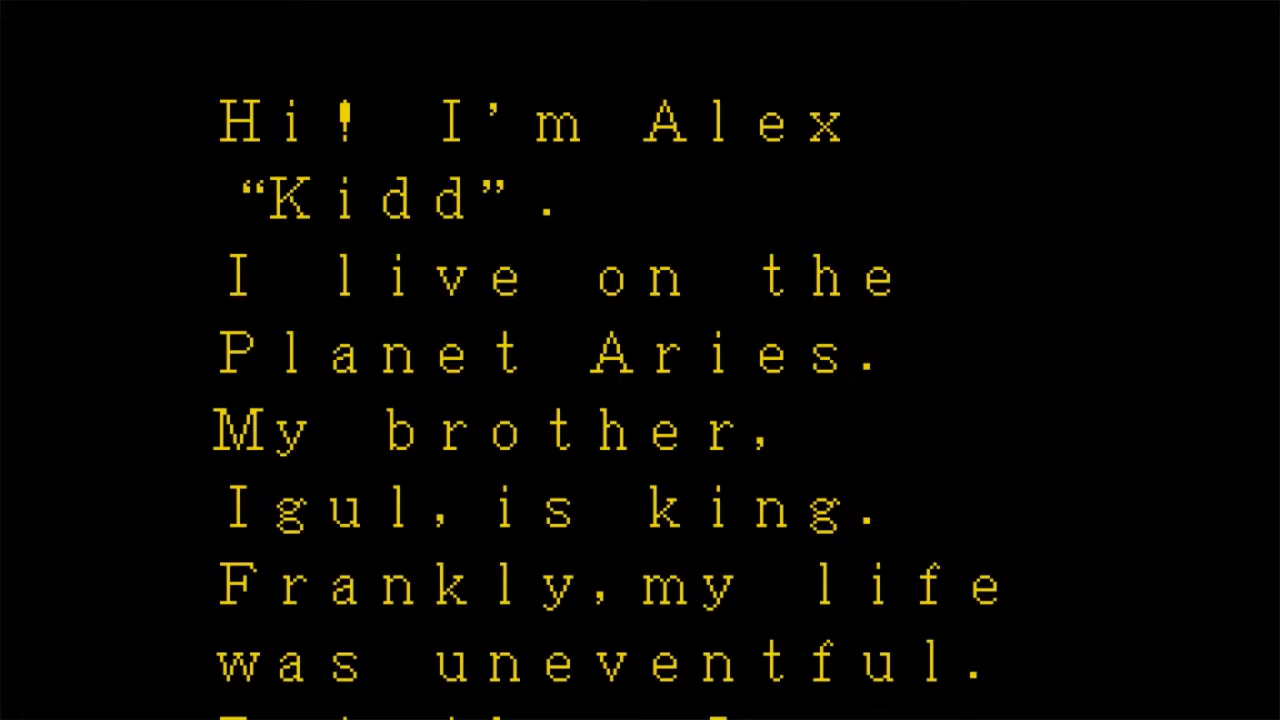 Hi! I’m Alex
“Kidd”.
I live on the
Planet Aries.
My brother,
Igul, is king.
Frankly, my life
was uneventful.